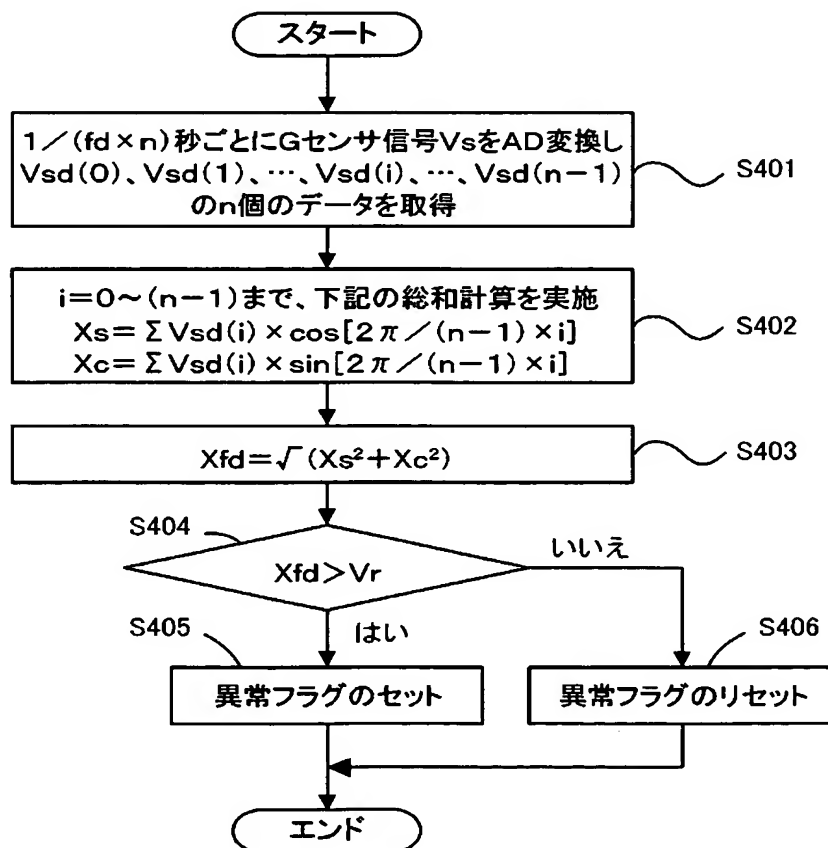 スタート
1/(fd×n)秒ごとにGセンサ信号VsをAD変換し
Vsd(0)、Vsd(1)、…、Vsd(i)、…、Vsd(n−1)
のn個のデータを取得
S401
i=0~(n−1)まで、下記の総和計算を実施
Xs=ΣVsd(i)×cos[2π/(n−1)×i]
Xc=ΣVsd(i)×sin[2π/(n−1)×i]
S402
Xfd=√(Xs²+Xc²)
S403
S404
Xfd>Vr
いいえ
はい
S405
異常フラグのセット
S406
異常フラグのリセット
エンド